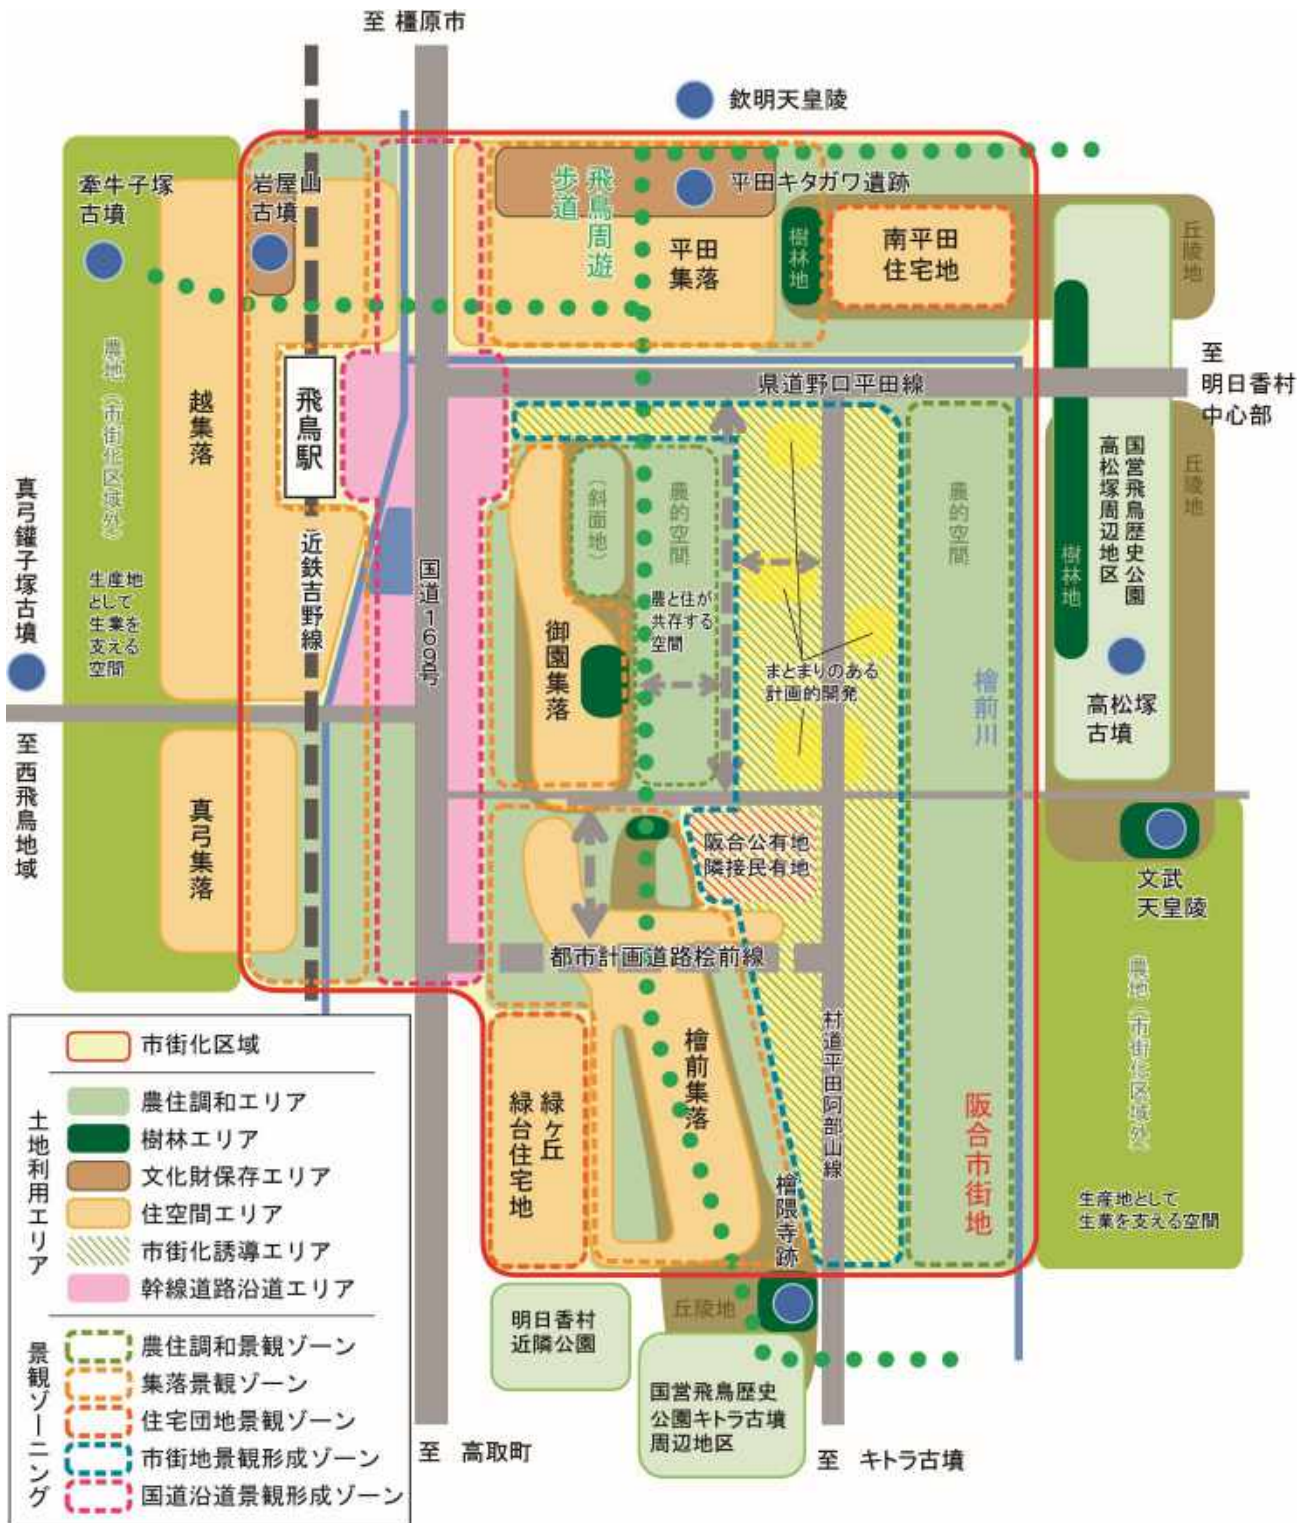 至 橿原市
欽明天皇陵
牽牛子塚
古墳
岩屋山
古墳
飛鳥周遊
歩道
平田キタガワ遺跡
平田
集落
樹林地
南平田
住宅地
丘陵地
農地（市街化区域外）
越集落
飛鳥駅
県道野口平田線
至
明日香村
中心部
真弓鑵子塚古墳
生産地
として
生業を
支える
空間
近鉄吉野線
国道169号
（斜面地）
農的空間
農と住が
共存する
空間
御園集落
まとまりのある
計画的開発
農的空間
檜前川
樹林地
国営飛鳥歴史公園
高松塚周辺地区
丘陵地
高松塚
古墳
至 西飛鳥地域
真弓集落
阪合公有地
隣接民有地
文武
天皇陵
都市計画道路桧前線
農地（市街化区域外）
村道平田阿部山線
檜前集落
緑ヶ丘
緑台住宅地
阪合市街地
檜隈寺跡
生産地として
生業を支える空間
丘陵地
明日香村
近隣公園
国営飛鳥歴史
公園キトラ古墳
周辺地区
至 高取町
至 キトラ古墳
市街化区域
土地利用エリア
農住調和エリア
樹林エリア
文化財保存エリア
住空間エリア
市街化誘導エリア
幹線道路沿道エリア
景観ゾーニング
農住調和景観ゾーン
集落景観ゾーン
住宅団地景観ゾーン
市街地景観形成ゾーン
国道沿道景観形成ゾーン